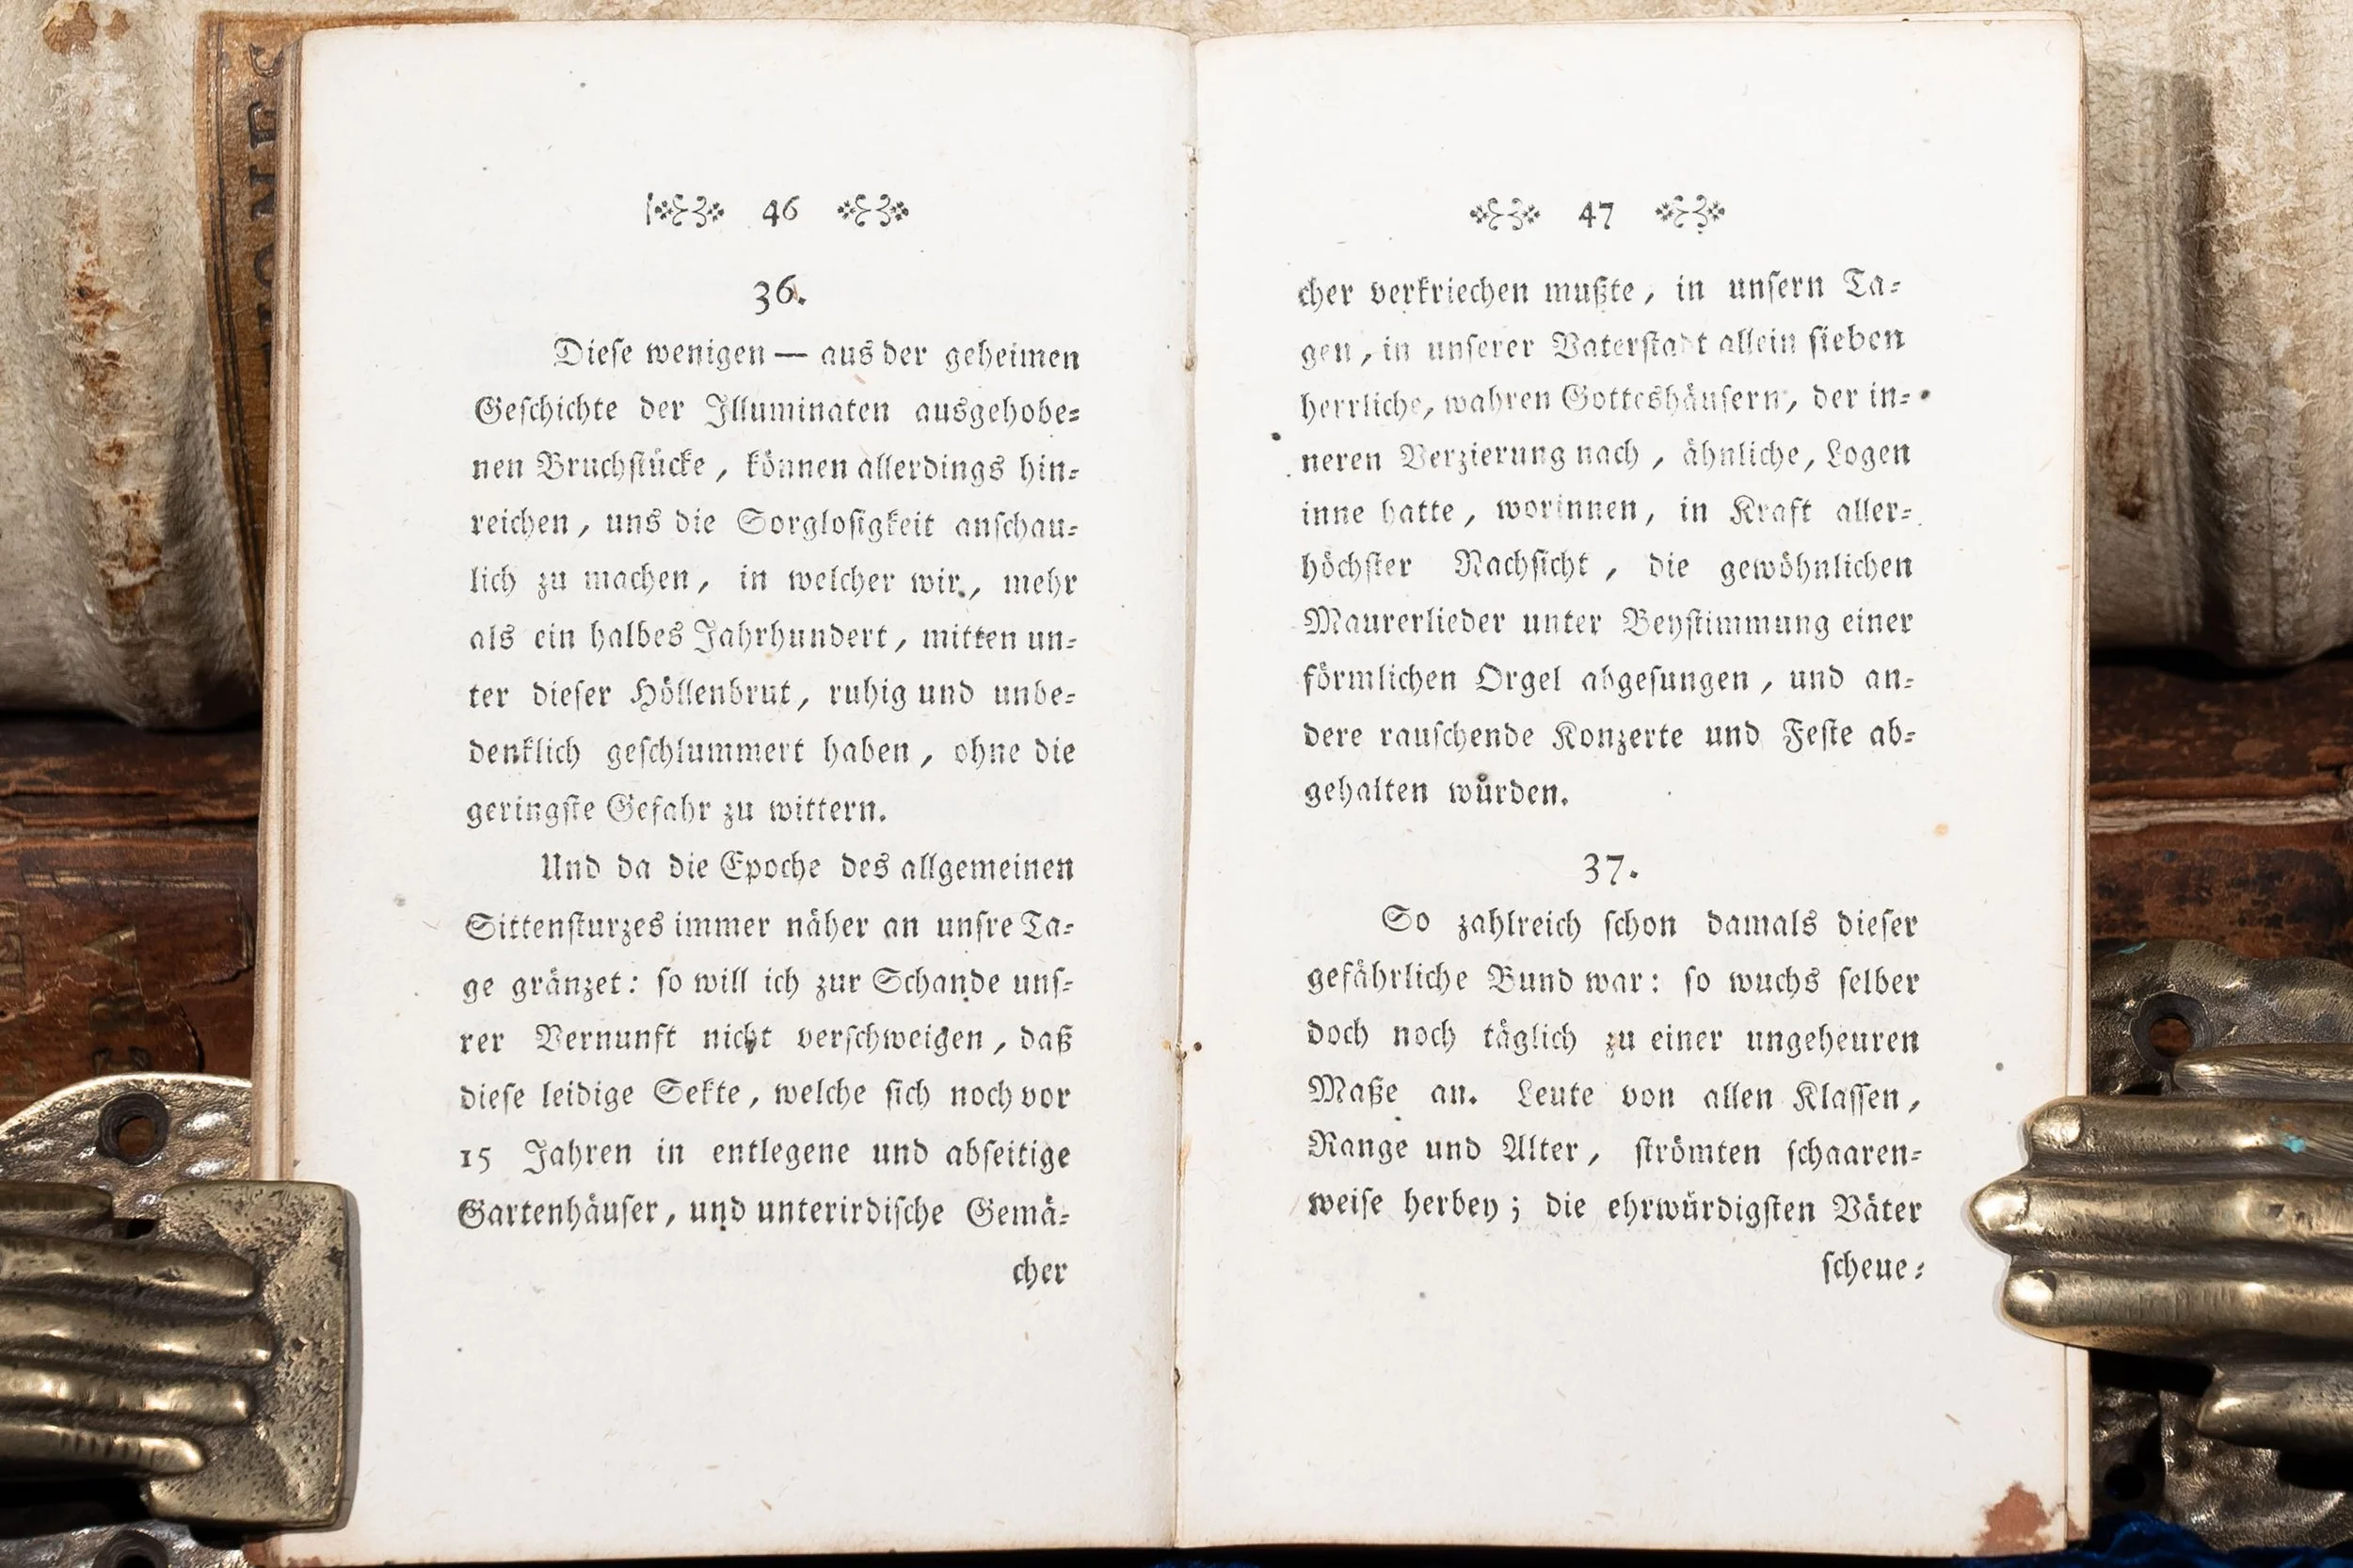 46
36.
Dieſe wenigen — aus der geheimen
Geſchichte der Illuminaten ausgehobe⸗
nen Bruchſtücke, können allerdings hin⸗
reichen, uns die Sorgloſigkeit anſchau⸗
lich zu machen, in welcher wir, mehr
als ein halbes Jahrhundert, mitten un⸗
ter dieſer Höllenbrut, ruhig und unbe⸗
denklich geſchlummert haben, ohne die
geringſte Gefahr zu wittern.
Und da die Epoche des allgemeinen
Sittenſturzes immer näher an unſre Ta⸗
ge gränzet: ſo will ich zur Schande unſ⸗
rer Vernunft nicht verſchweigen, daß
dieſe leidige Sekte, welche ſich noch vor
15 Jahren in entlegene und abſeitige
Gartenhäuſer, und unterirdiſche Gemä⸗
cher
47
cher verkriechen mußte, in unſern Ta⸗
gen, in unſerer Vaterſtadt allein ſieben
herrliche, wahren Gotteshäuſern, der in⸗
neren Verzierung nach, ähnliche, Logen
inne hatte, worinnen, in Kraft aller⸗
höchſter Nachſicht, die gewöhnlichen
Maurerlieder unter Beyſtimmung einer
förmlichen Orgel abgeſungen, und an⸗
dere rauſchende Konzerte und Feſte ab⸗
gehalten würden.
37.
So zahlreich ſchon damals dieſer
gefährliche Bund war: ſo wuchs ſelber
doch noch täglich zu einer ungeheuren
Maße an. Leute von allen Klaſſen,
Range und Alter, ſtrömten ſchaaren⸗
weiſe herbey; die ehrwürdigſten Väter
ſcheue⸗